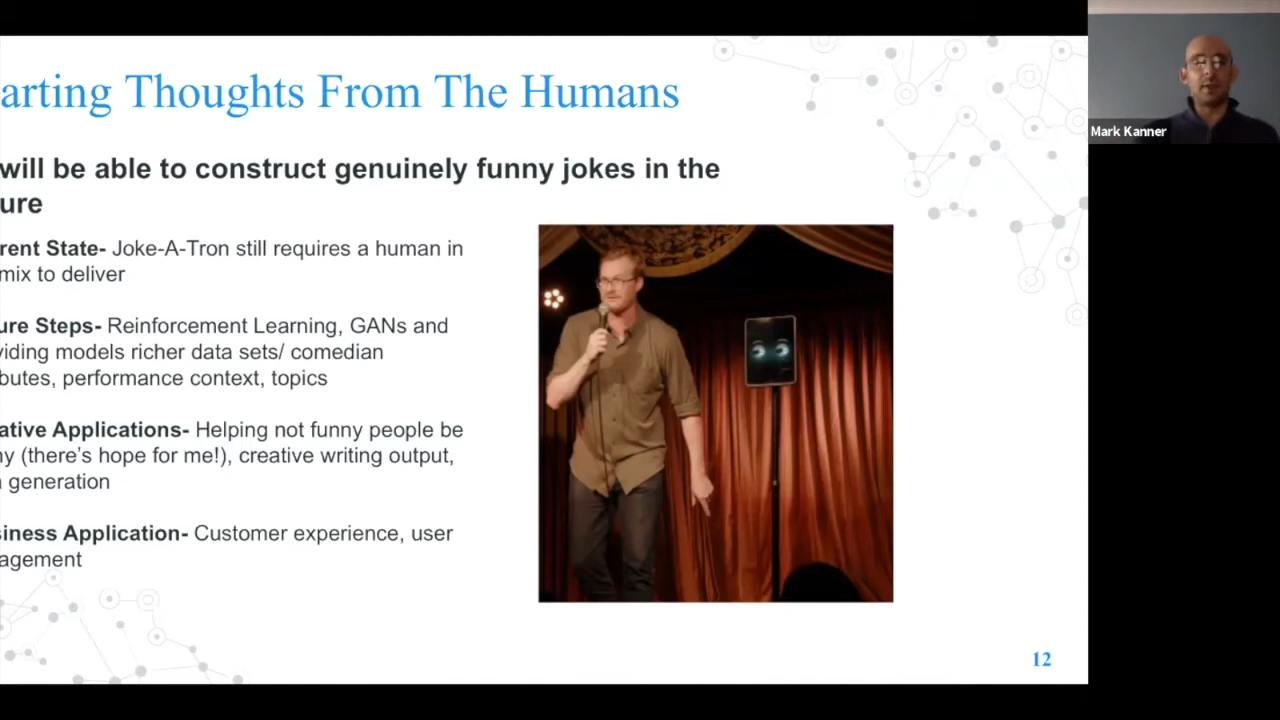 arting Thoughts From The Humans
will be able to construct genuinely funny jokes in the
ure
rent State- Joke-A-Tron still requires a human in
mix to deliver
ure Steps- Reinforcement Learning, GANs and
viding models richer data sets/ comedian
butes, performance context, topics
ative Applications- Helping not funny people be
ny (there's hope for me!), creative writing output,
generation
siness Application- Customer experience, user
agement
12
Mark Kanner